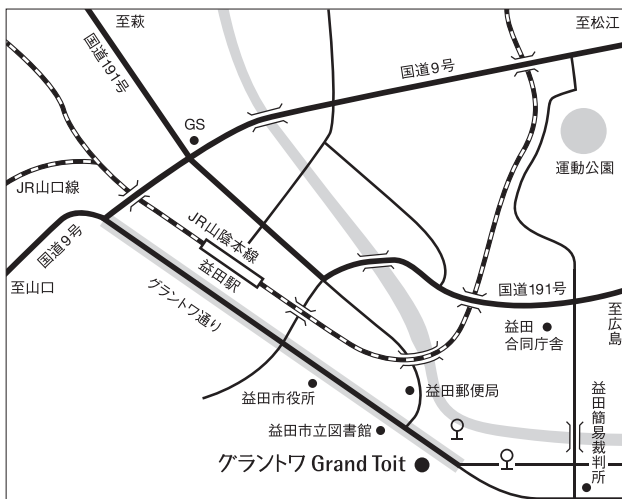 至萩
国道191号
至松江
国道9号
GS
運動公園
JR山口線
JR山陰本線
益田駅
国道9号
至山口
グラントワ通り
国道191号
至広島
益田
合同庁舎
益田市役所
益田郵便局
益田簡易裁判所
益田市立図書館
グラントワ Grand Toit